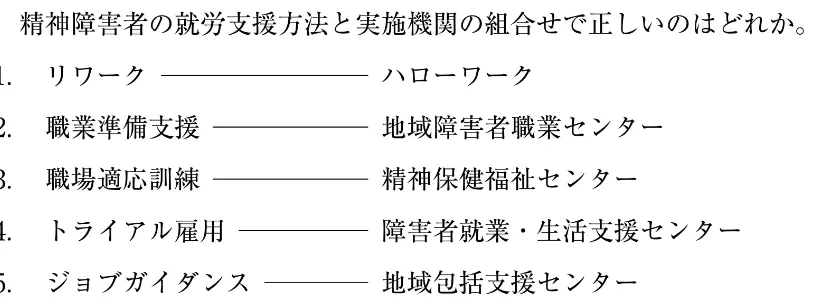 精神障害者の就労支援方法と実施機関の組合せで正しいのはどれか。
1. リワーク ──────── ハローワーク
2. 職業準備支援 ────── 地域障害者職業センター
3. 職場適応訓練 ────── 精神保健福祉センター
4. トライアル雇用 ───── 障害者就業・生活支援センター
5. ジョブガイダンス ──── 地域包括支援センター